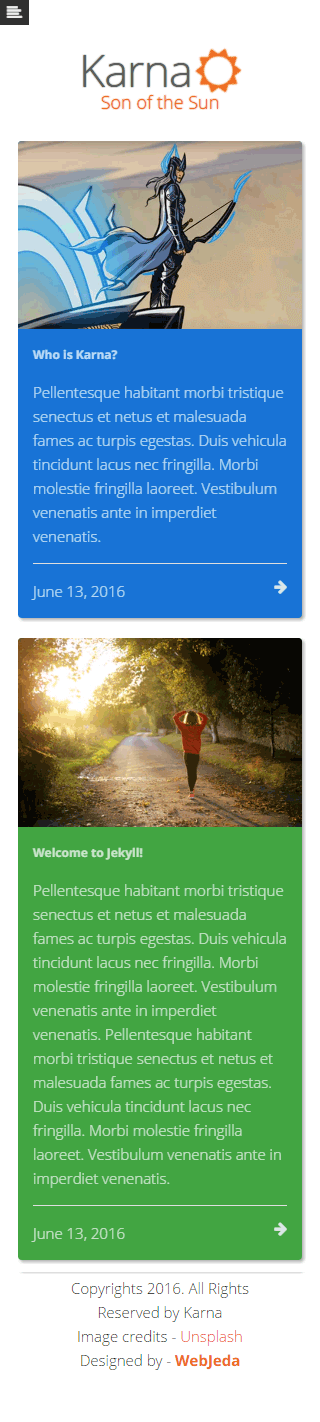 Karna
Son of the Sun
Who is Karna?
Pellentesque habitant morbi tristique
senectus et netus et malesuada
fames ac turpis egestas. Duis vehicula
tincidunt lacus nec fringilla. Morbi
molestie fringilla laoreet. Vestibulum
venenatis ante in imperdiet
venenatis.
June 13, 2016
Welcome to Jekyll!
Pellentesque habitant morbi tristique
senectus et netus et malesuada
fames ac turpis egestas. Duis vehicula
tincidunt lacus nec fringilla. Morbi
molestie fringilla laoreet. Vestibulum
venenatis ante in imperdiet
venenatis. Pellentesque habitant
morbi tristique senectus et netus et
malesuada fames ac turpis egestas.
Duis vehicula tincidunt lacus nec
fringilla. Morbi molestie fringilla
laoreet. Vestibulum venenatis ante in
imperdiet venenatis.
June 13, 2016
Copyrights 2016. All Rights
Reserved by Karna
Image credits - Unsplash
Designed by - WebJeda